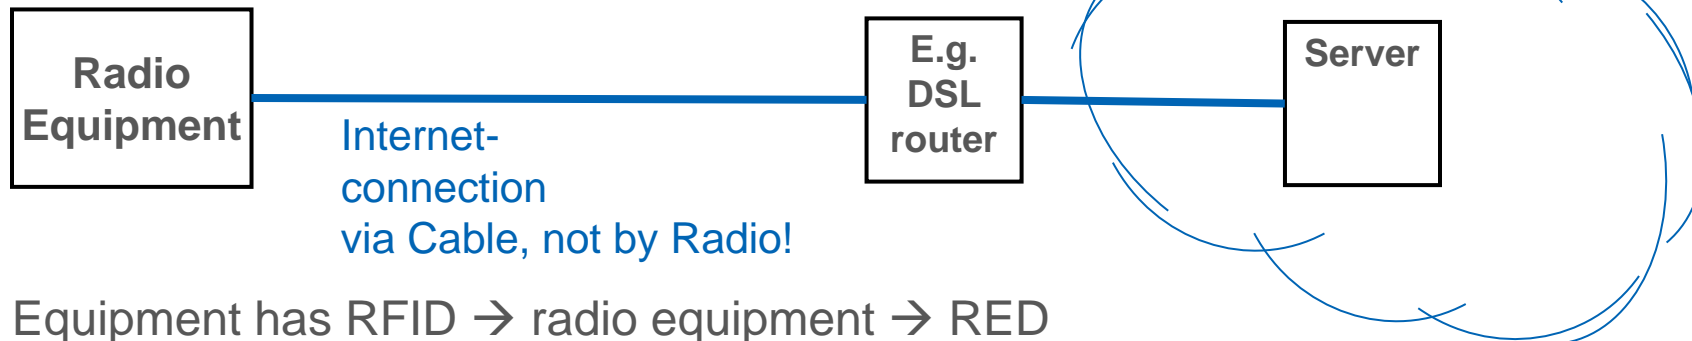 Radio
Equipment
Internet-
connection
via Cable, not by Radio!
E.g.
DSL
router
Server
Equipment has RFID → radio equipment → RED